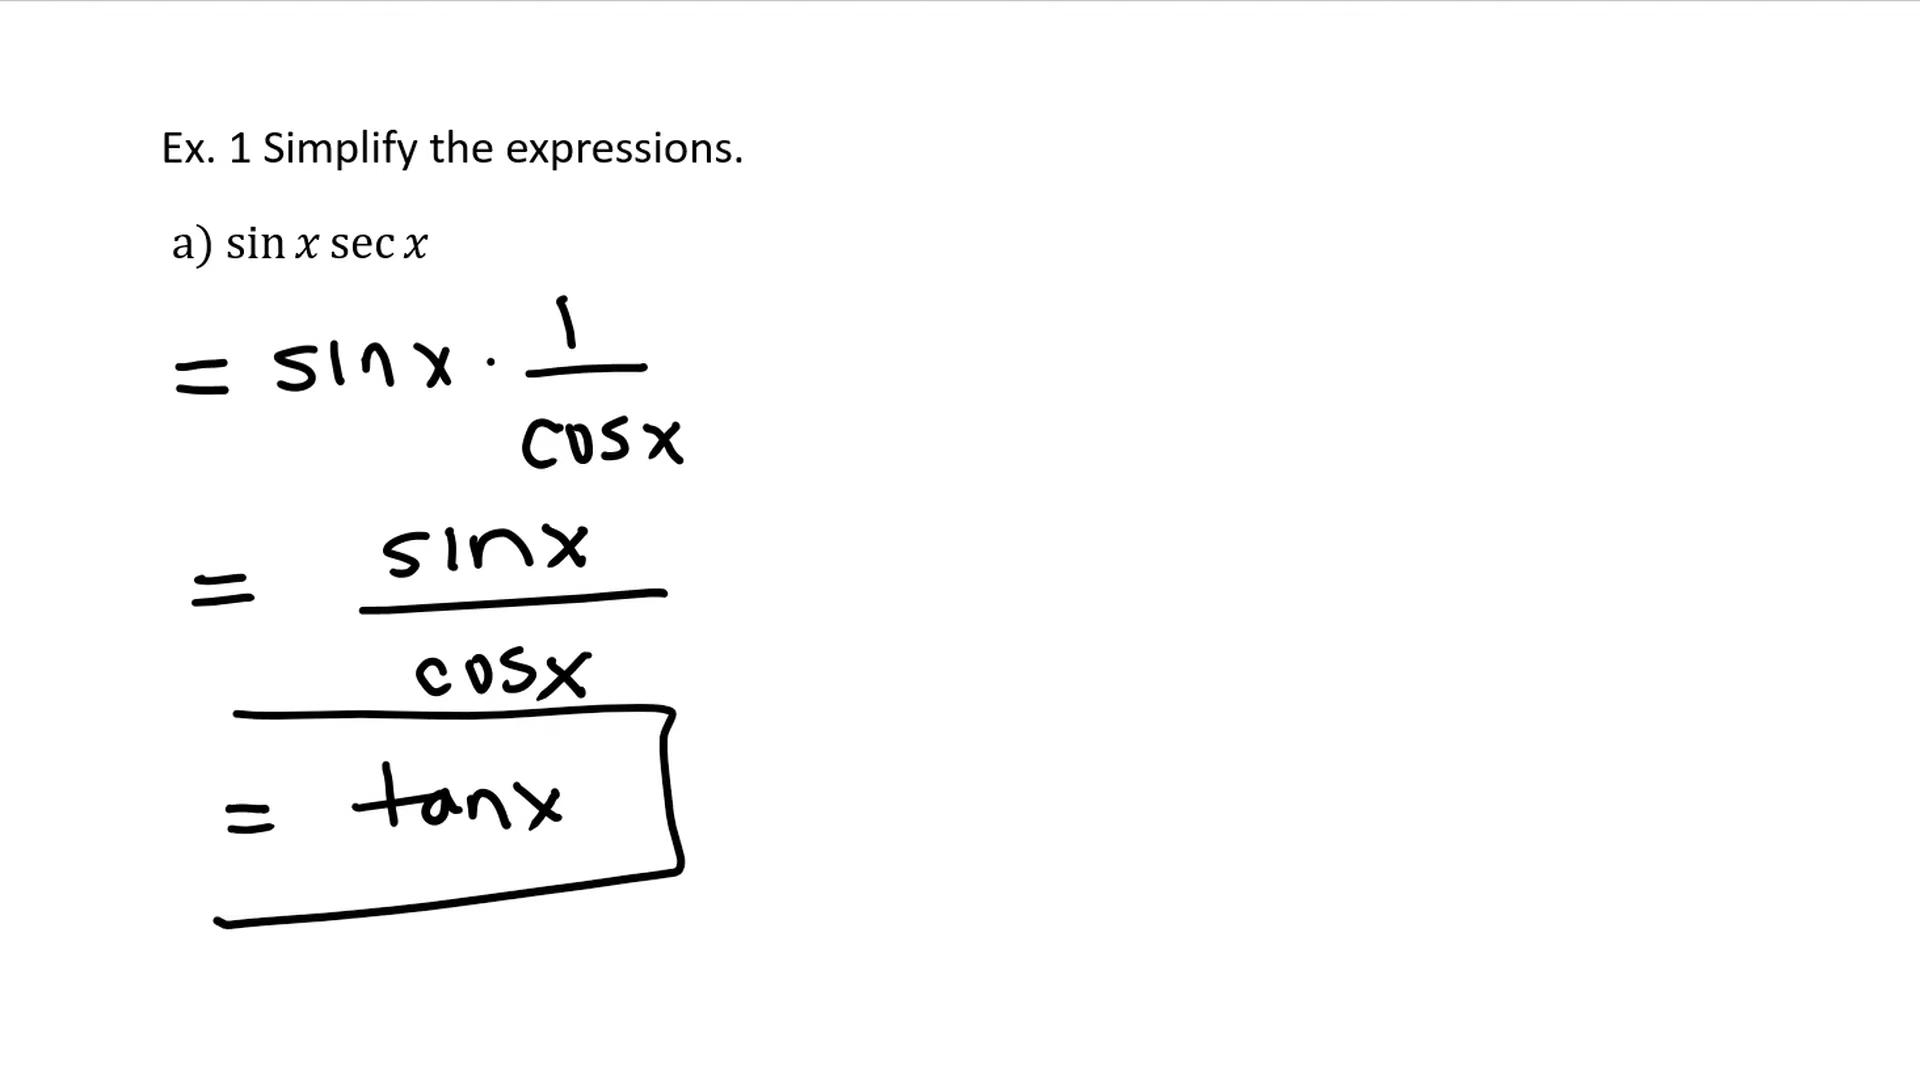 Ex. 1 Simplify the expressions.
a) sin x sec x
= sin x · 1
cos x
= sin x
cos x
= tan x